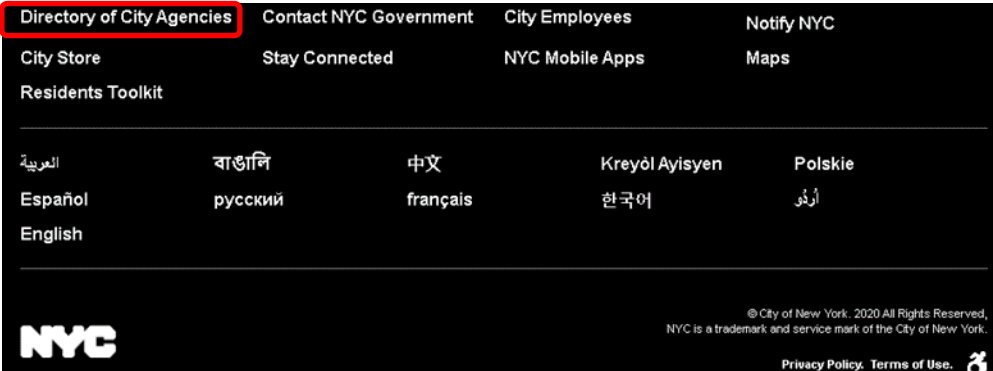 Directory of City Agencies Contact NYC Government City Employees Notify NYC
City Store Stay Connected NYC Mobile Apps Maps
Residents Toolkit
العربية বাঙালি 中文 Kreyòl Ayisyen Polskie
Español русский français 한국어 اُردُو
English
© City of New York. 2020 All Rights Reserved,
NYC is a trademark and service mark of the City of New York.
NYC
Privacy Policy. Terms of Use.